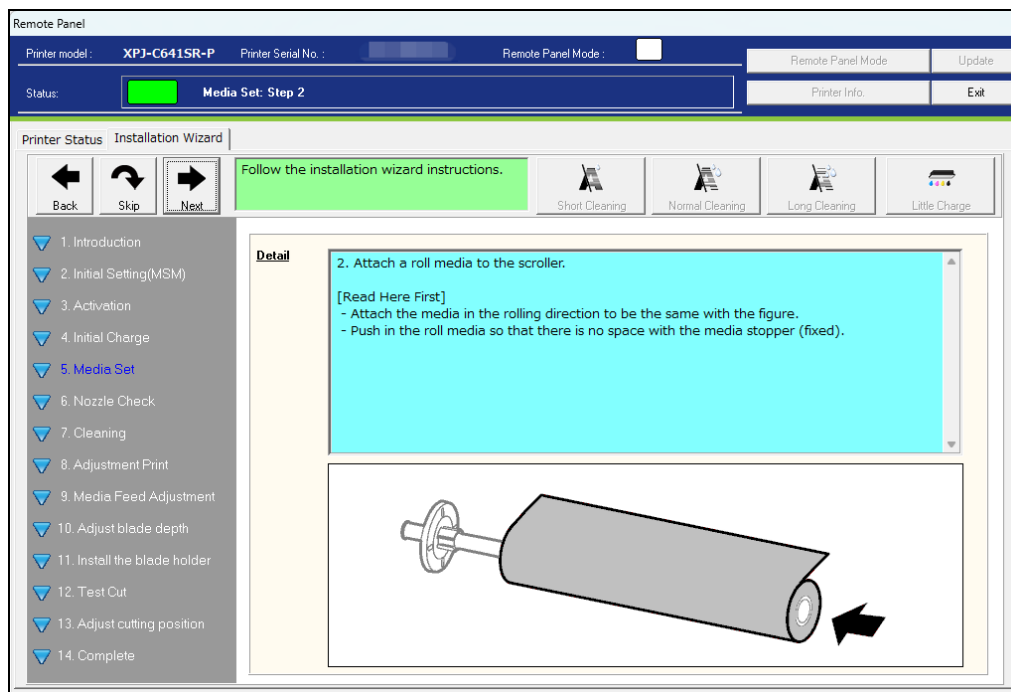 Remote Panel
Printer model : XPJ-C641SR-P Printer Serial No. : Remote Panel Mode :
Remote Panel Mode Update
Status: Media Set: Step 2
Printer Info. Exit
Printer Status Installation Wizard
Back Skip Next
Follow the installation wizard instructions.
Short Cleaning Normal Cleaning Long Cleaning Little Charge
1. Introduction
2. Initial Setting(MSM)
3. Activation
4. Initial Charge
5. Media Set
6. Nozzle Check
7. Cleaning
8. Adjustment Print
9. Media Feed Adjustment
10. Adjust blade depth
11. Install the blade holder
12. Test Cut
13. Adjust cutting position
14. Complete
Detail
2. Attach a roll media to the scroller.
[Read Here First]
- Attach the media in the rolling direction to be the same with the figure.
- Push in the roll media so that there is no space with the media stopper (fixed).